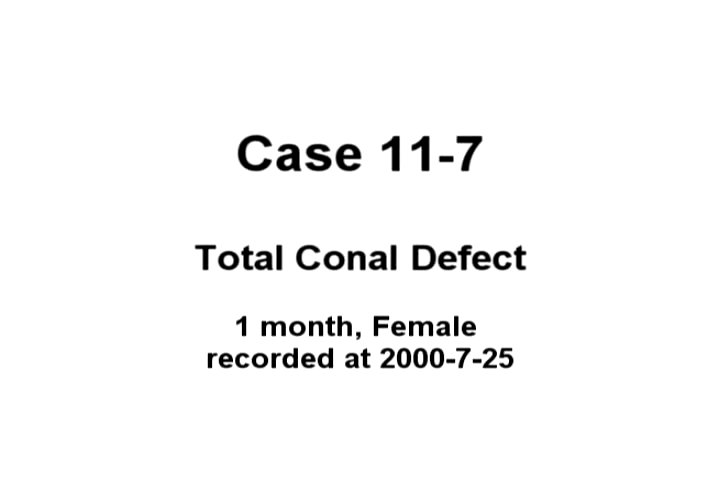 Case 11-7
Total Conal Defect
1 month, Female
recorded at 2000-7-25